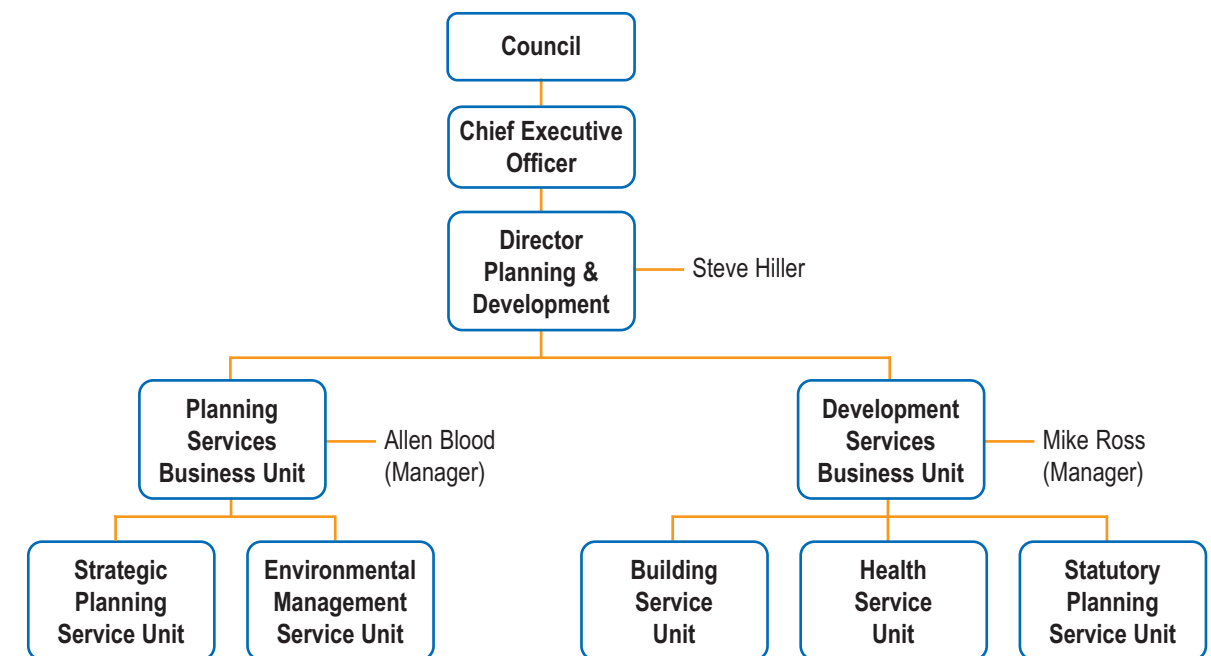 Council
Chief Executive
Officer
Director
Planning &
Development
Steve Hiller
Planning
Services
Business Unit
Allen Blood
(Manager)
Development
Services
Business Unit
Mike Ross
(Manager)
Strategic
Planning
Service Unit
Environmental
Management
Service Unit
Building
Service
Unit
Health
Service
Unit
Statutory
Planning
Service Unit